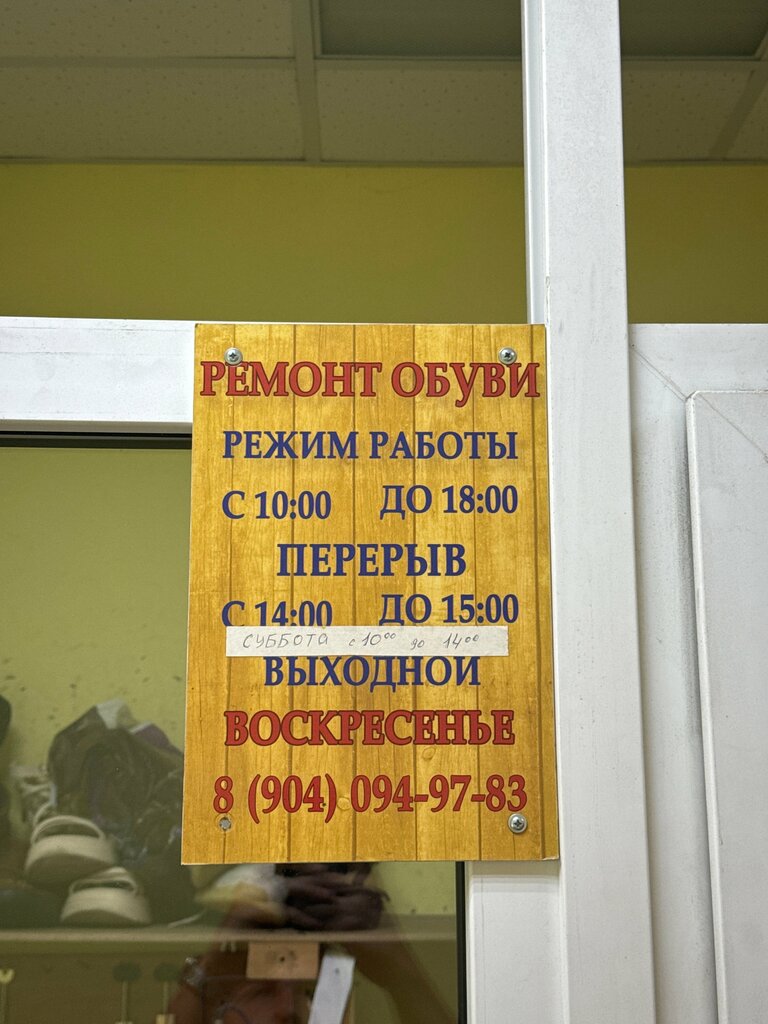 РЕМОНТ ОБУВИ
РЕЖИМ РАБОТЫ
С 10:00 ДО 18:00
ПЕРЕРЫВ
С 14:00 ДО 15:00
СУББОТА с 10⁰⁰ до 14⁰⁰
ВЫХОДНОЙ
ВОСКРЕСЕНЬЕ
8 (904) 094-97-83